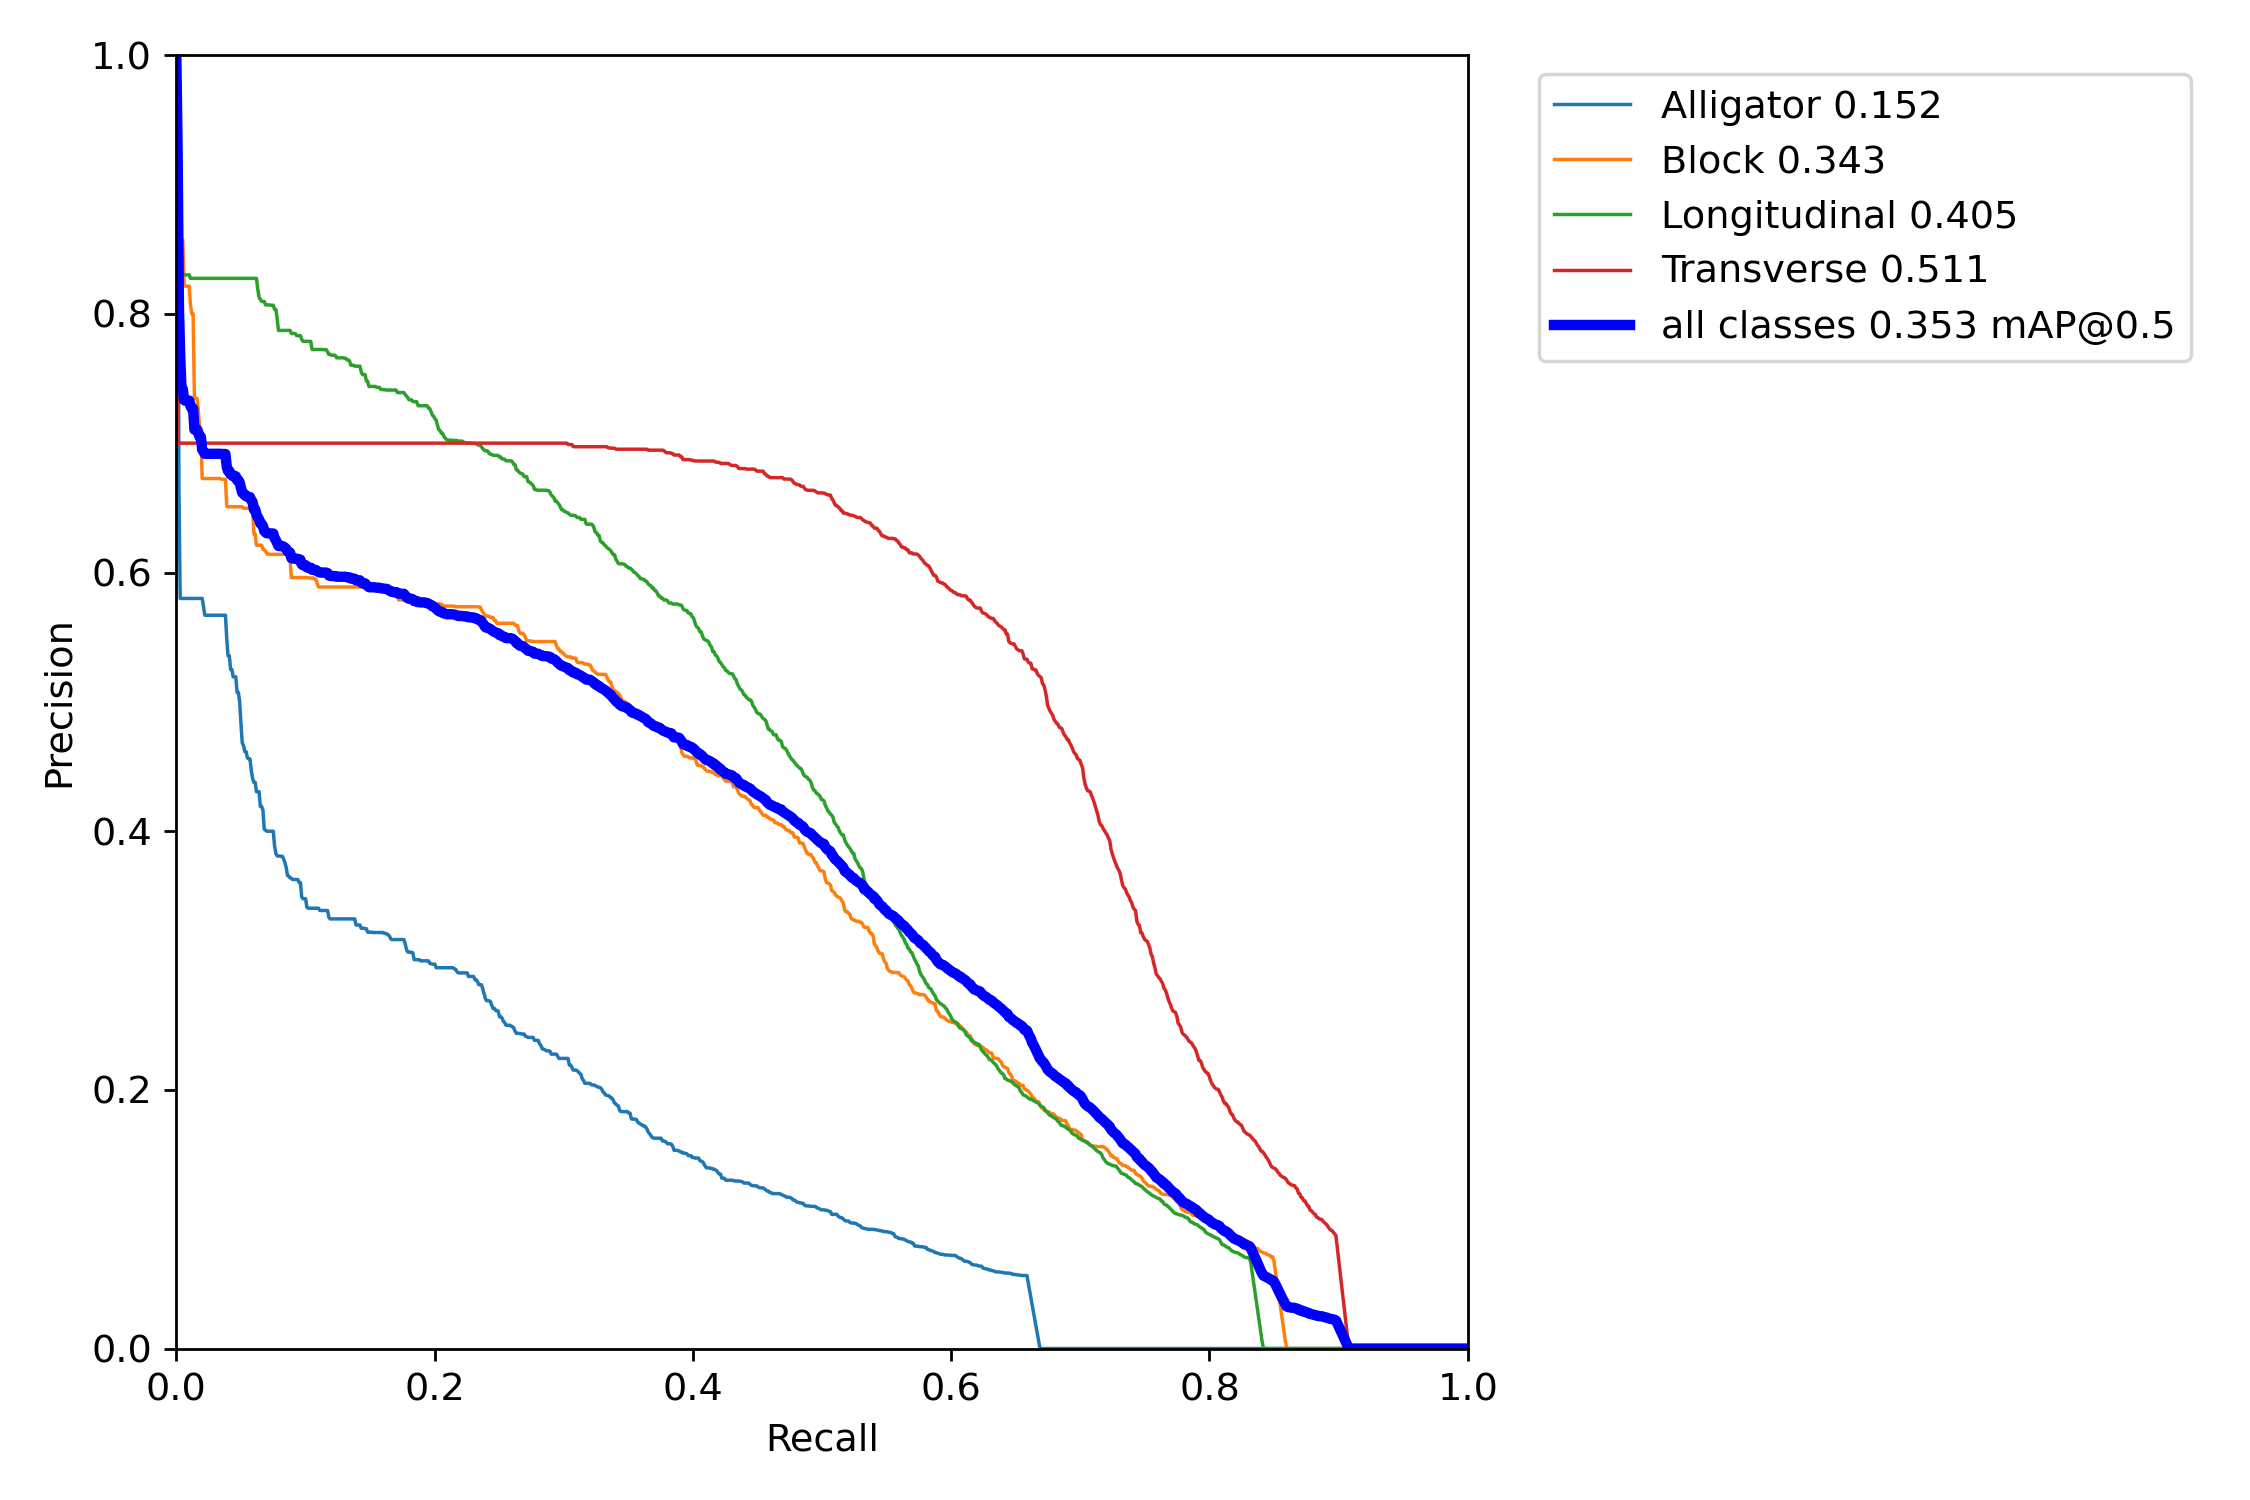 1.0
0.8
0.6
0.4
0.2
0.0
Precision
0.0 0.2 0.4 0.6 0.8 1.0
Recall
Alligator 0.152
Block 0.343
Longitudinal 0.405
Transverse 0.511
all classes 0.353 mAP@0.5